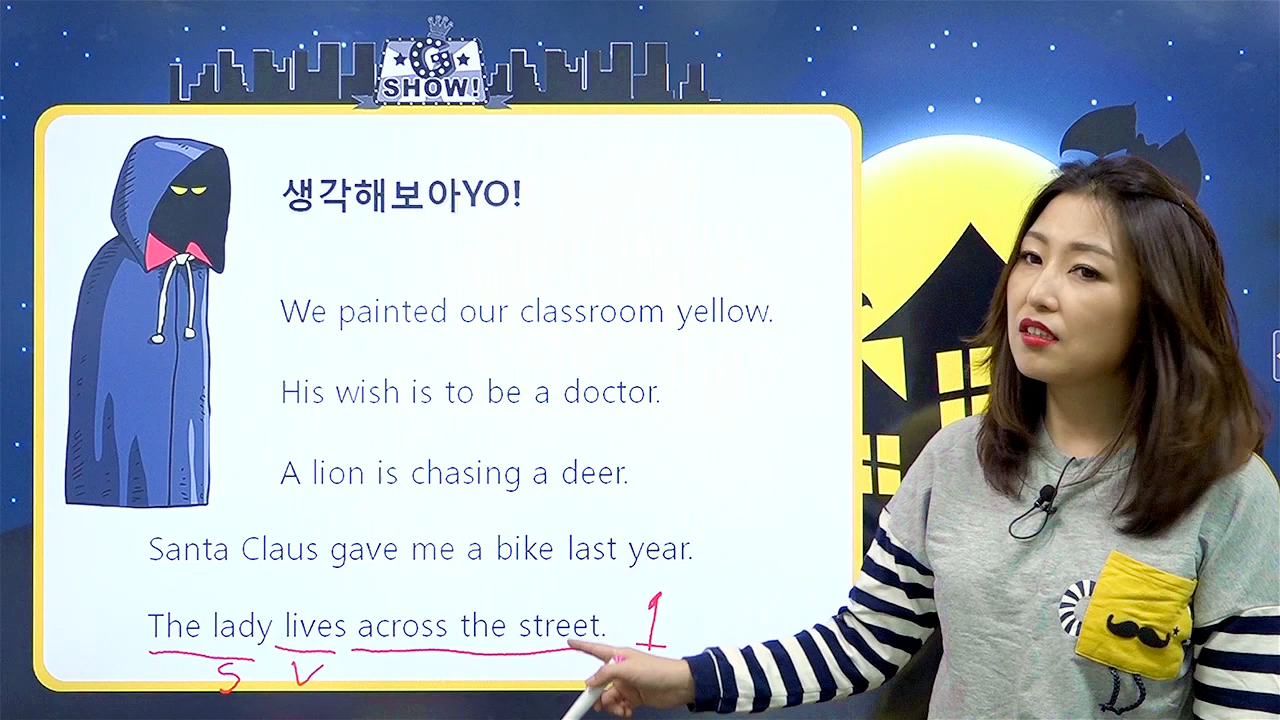 G
SHOW!
생각해보아YO!
We painted our classroom yellow.
His wish is to be a doctor.
A lion is chasing a deer.
Santa Claus gave me a bike last year.
The lady lives across the street. 1
S V